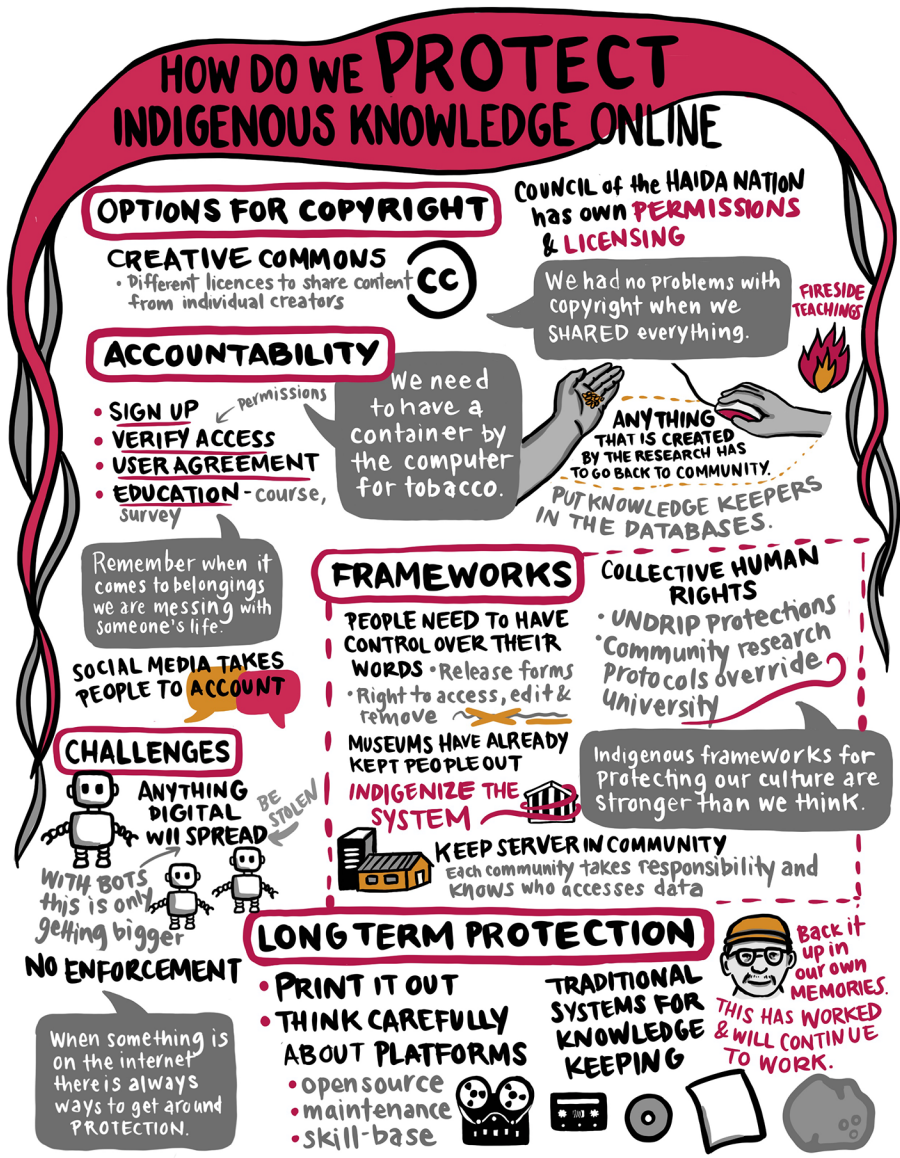 HOW DO WE PROTECT
INDIGENOUS KNOWLEDGE ONLINE
OPTIONS FOR COPYRIGHT
CREATIVE COMMONS
• Different licences to share content
from individual creators
CC
COUNCIL of the HAIDA NATION
has own PERMISSIONS
& LICENSING
We had no problems with
copyright when we
SHARED everything.
FIRESIDE
TEACHINGS
ACCOUNTABILITY
Permissions
• SIGN UP
• VERIFY ACCESS
• USER AGREEMENT
• EDUCATION - course,
survey
We need
to have a
container by
the computer
for tobacco.
ANYTHING
THAT IS CREATED
BY THE RESEARCH HAS
TO GO BACK TO COMMUNITY.
PUT KNOWLEDGE KEEPERS
IN THE DATABASES.
Remember when it
comes to belongings
we are messing with
someone's life.
SOCIAL MEDIA TAKES
PEOPLE TO ACCOUNT
FRAMEWORKS
PEOPLE NEED TO HAVE
CONTROL OVER THEIR
WORDS • Release forms
• Right to access, edit &
remove
MUSEUMS HAVE ALREADY
KEPT PEOPLE OUT
INDIGENIZE THE
SYSTEM
COLLECTIVE HUMAN
RIGHTS
• UNDRIP Protections
• Community research
Protocols override
university
Indigenous frameworks for
protecting our culture are
stronger than we think.
KEEP SERVER IN COMMUNITY
Each community takes responsibility and
knows who accesses data
CHALLENGES
ANYTHING
DIGITAL
WIl SPREAD
BE
STOLEN
WITH BOTS
this is only
getting bigger
NO ENFORCEMENT
When something is
on the internet
there is always
ways to get around
PROTECTION.
LONG TERM PROTECTION
• PRINT IT OUT
• THINK CAREFULLY
ABOUT PLATFORMS
• open source
• maintenance
• skill-base
TRADITIONAL
SYSTEMS FOR
KNOWLEDGE
KEEPING
Back it
up in
our own
MEMORIES.
THIS HAS WORKED
& WILL CONTINUE
TO WORK.